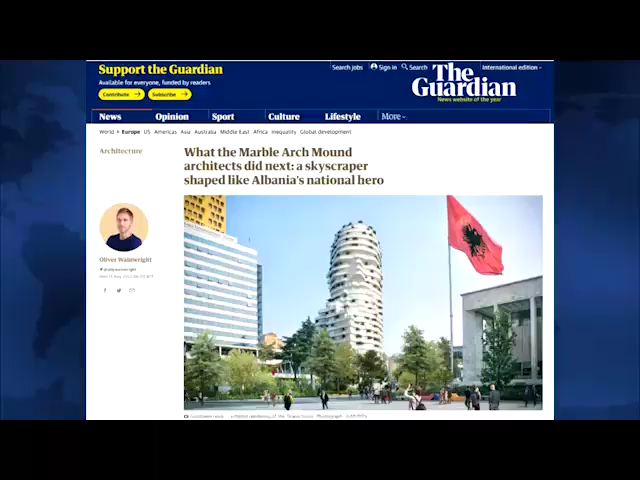 Support the Guardian
Available for everyone, funded by readers
Contribute →
Subscribe →
Search jobs
Sign in
Search
International edition
The Guardian
News website of the year
News
Opinion
Sport
Culture
Lifestyle
More
World
Europe
US
Americas
Asia
Australia
Middle East
Africa
Inequality
Global development
Architecture
What the Marble Arch Mound
architects did next: a skyscraper
shaped like Albania's national hero
Oliver Wainwright